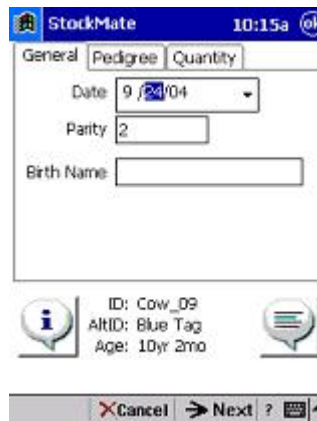 StockMate 10:15a ok
General Pedigree Quantity
Date 9 /24/04
Parity 2
Birth Name
ID: Cow_09
AltID: Blue Tag
Age: 10yr 2mo
Cancel Next ?